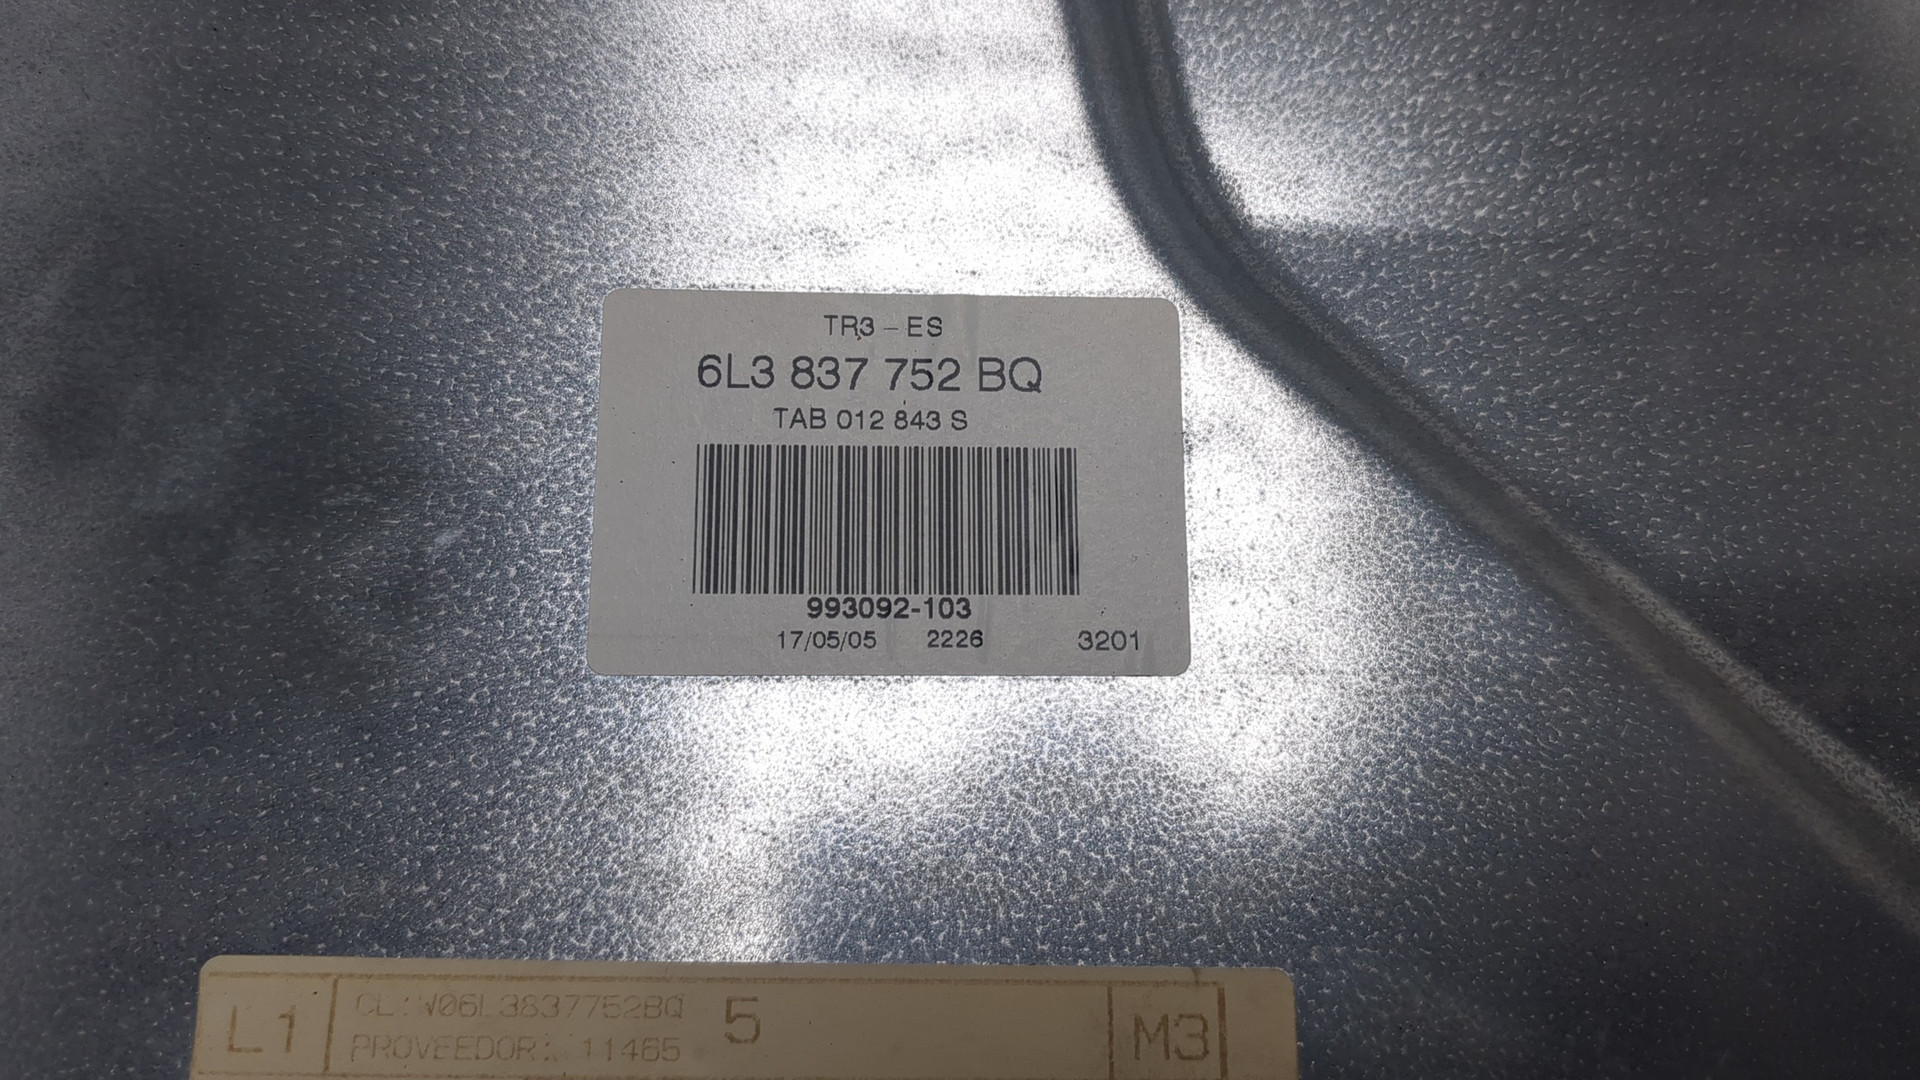 TR3 – ES
6L3 837 752 BQ
TAB 012 843 S
993092-103
17/05/05 2226 3201
L1 CL:W06L3837752BQ 5 M3
PROVEEDOR: 11465